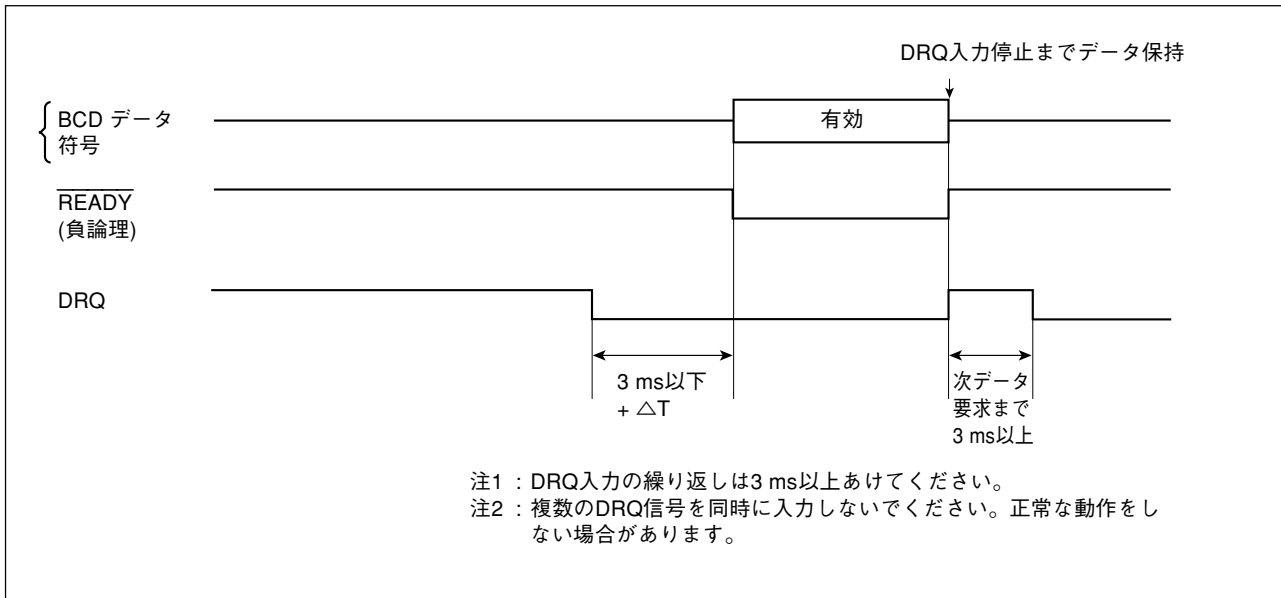 DRQ入力停止までデータ保持
BCD データ
符号
有効
READY
(負論理)
DRQ
3 ms以下
+ △T
次データ
要求まで
3 ms以上
注1 : DRQ入力の繰り返しは3 ms以上あけてください。
注2 : 複数のDRQ信号を同時に入力しないでください。正常な動作をし
ない場合があります。